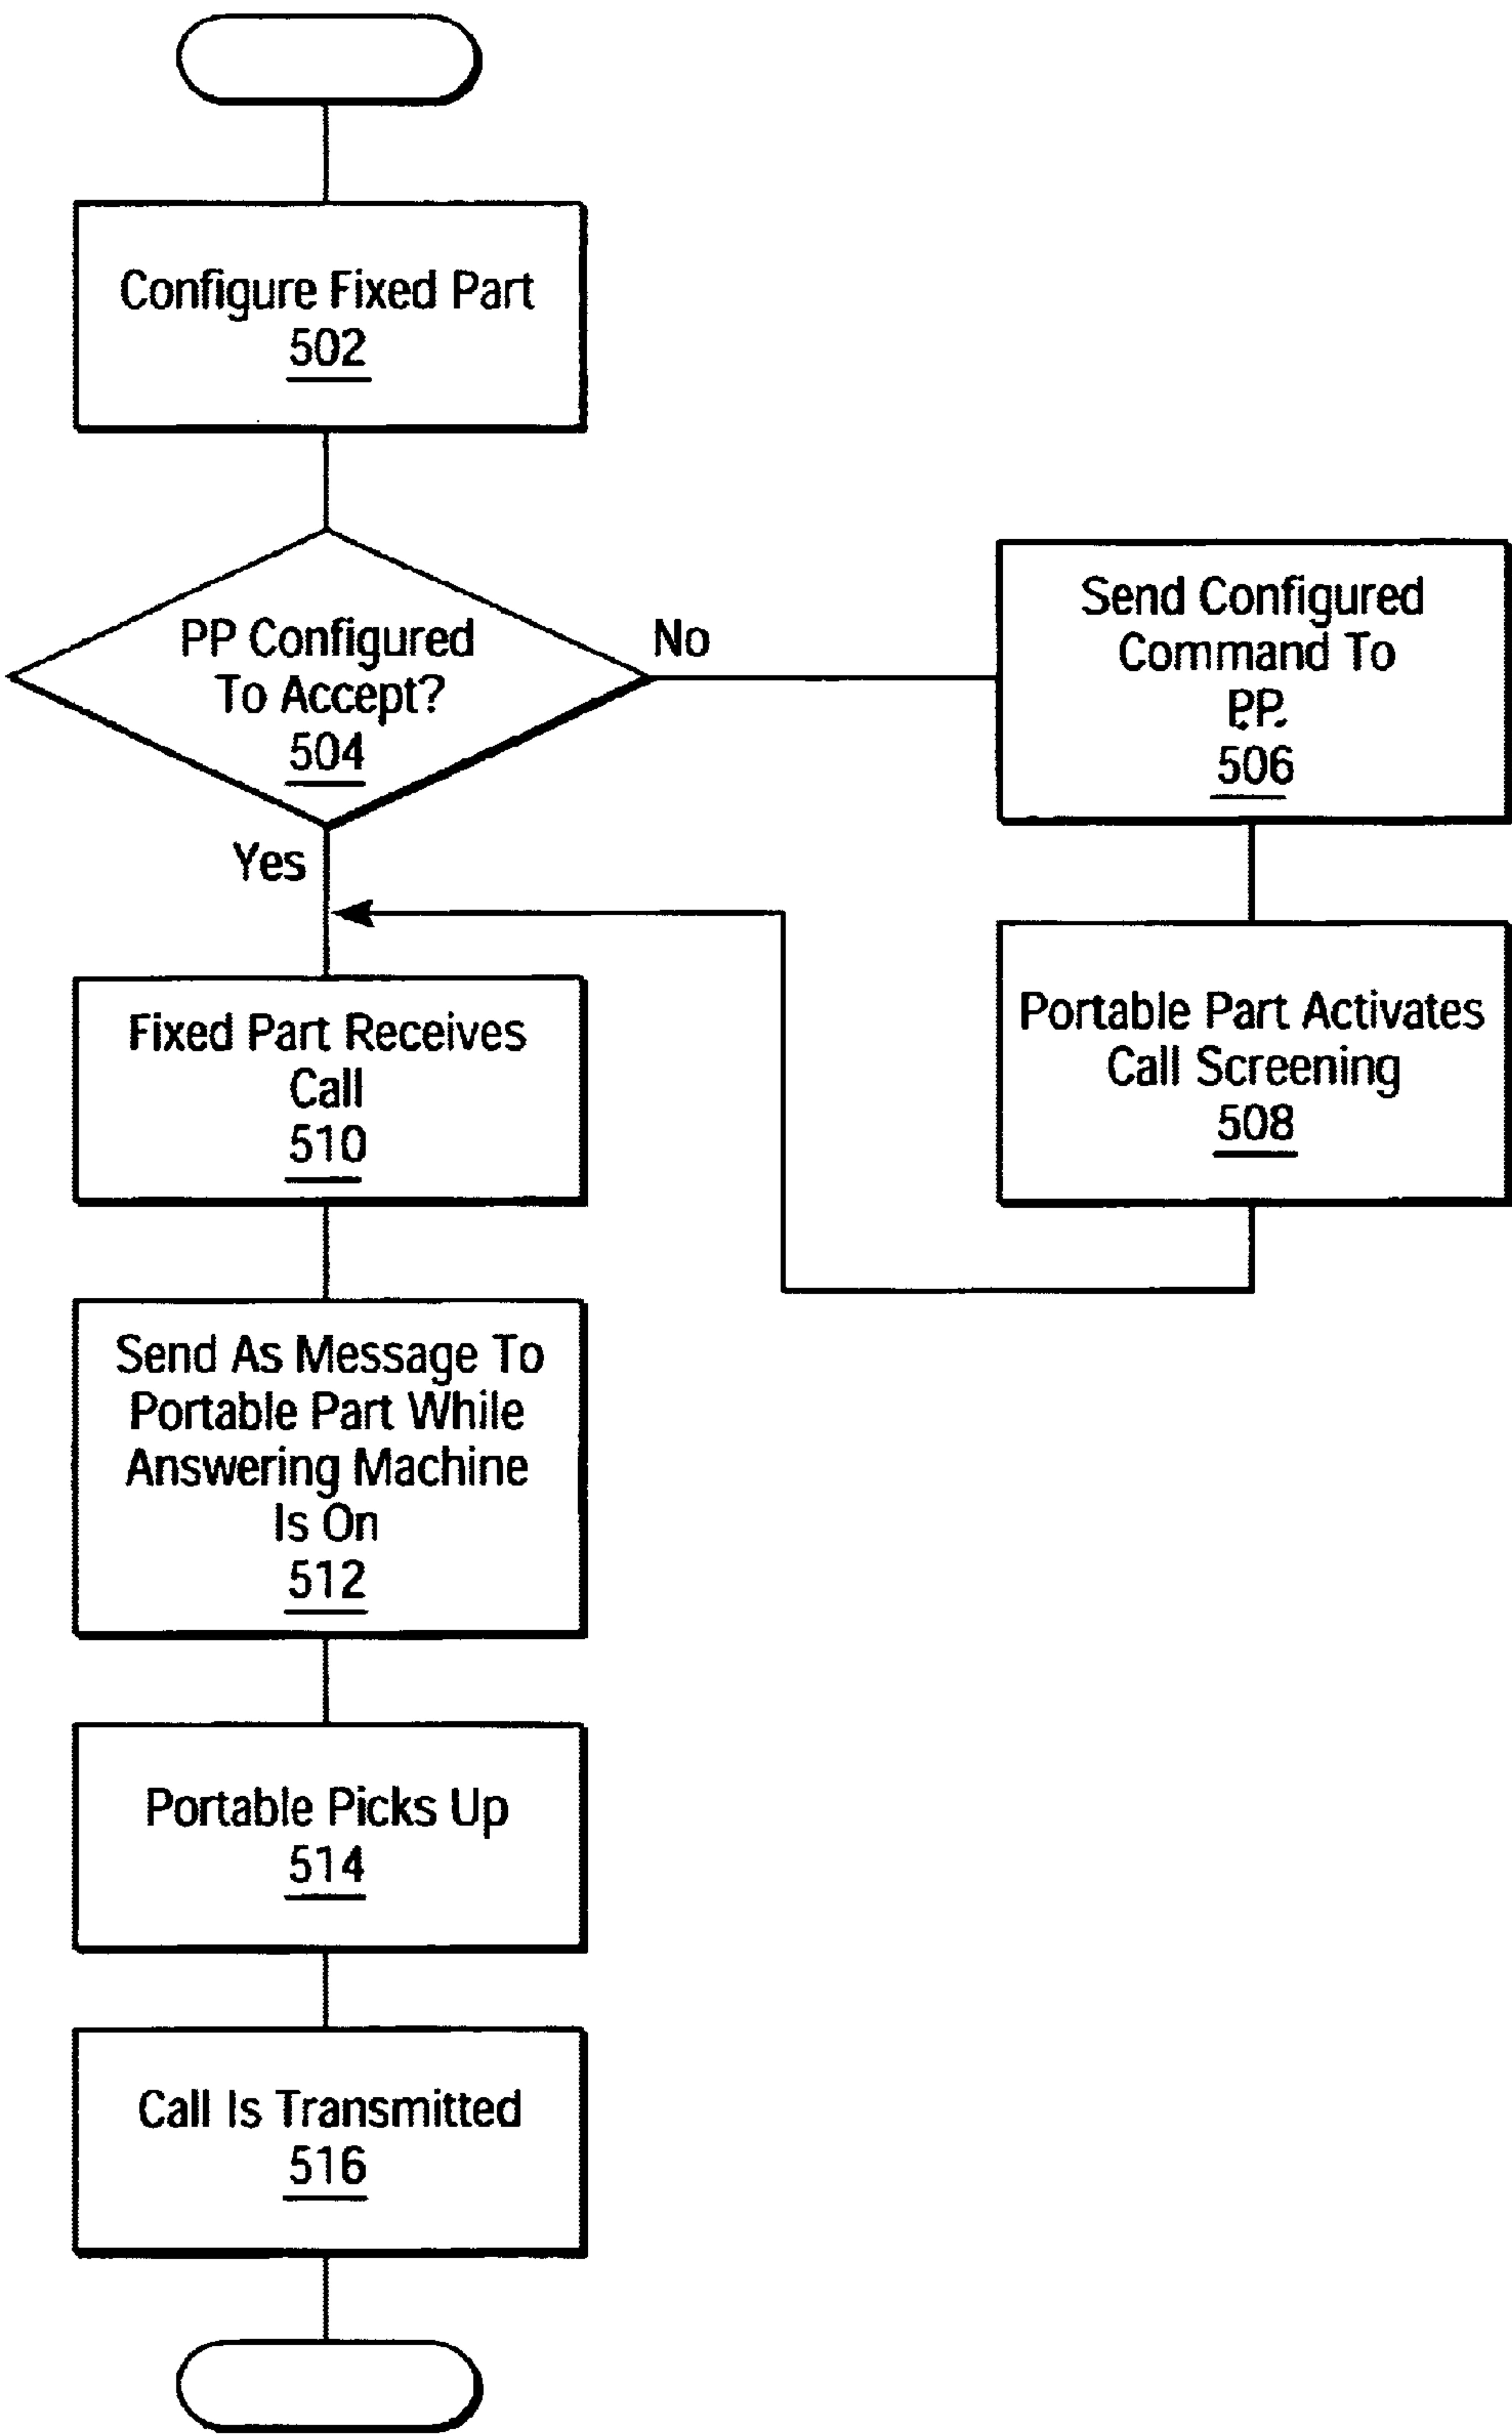 Configure Fixed Part
502
PP Configured
To Accept?
504
No
Yes
Send Configured
Command To
P.P.
506
Portable Part Activates
Call Screening
508
Fixed Part Receives
Call
510
Send As Message To
Portable Part While
Answering Machine
Is On
512
Portable Picks Up
514
Call Is Transmitted
516